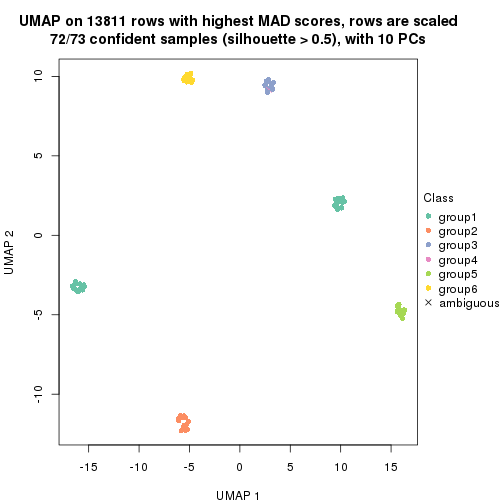 UMAP on 13811 rows with highest MAD scores, rows are scaled
72/73 confident samples (silhouette > 0.5), with 10 PCs
10
5
0
-5
-10
UMAP 2
-15
-10
-5
0
5
10
15
UMAP 1
Class
group1
group2
group3
group4
group5
group6
ambiguous